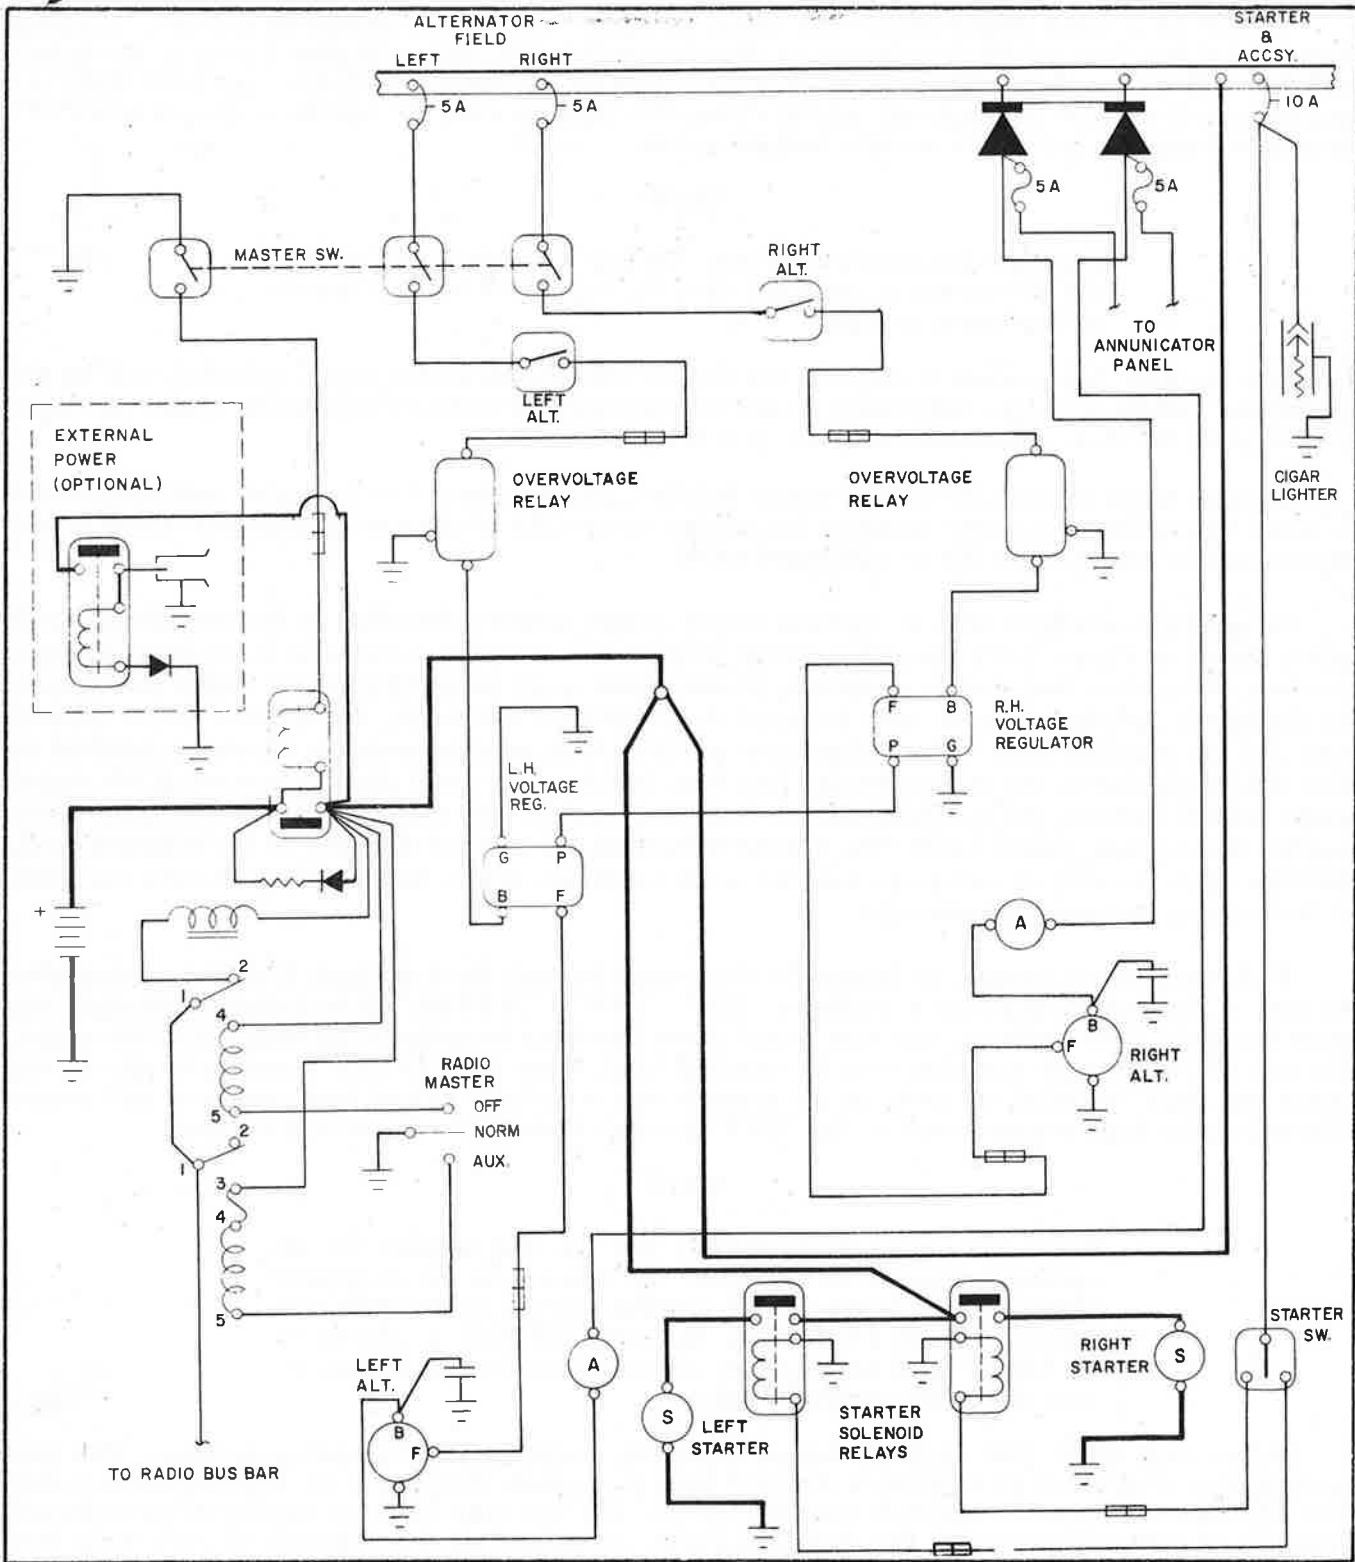 ALTERNATOR
FIELD
LEFT
RIGHT
5A
5A
STARTER
&
ACCSY.
10A
5A
5A
MASTER SW.
RIGHT
ALT.
LEFT
ALT.
TO
ANNUNICATOR
PANEL
CIGAR
LIGHTER
EXTERNAL
POWER
(OPTIONAL)
OVERVOLTAGE
RELAY
OVERVOLTAGE
RELAY
F
B
P
G
R.H.
VOLTAGE
REGULATOR
L.H.
VOLTAGE
REG.
G
P
B
F
+
A
B
F
RIGHT
ALT.
2
1
4
5
2
1
3
4
5
RADIO
MASTER
OFF
NORM
AUX.
TO RADIO BUS BAR
LEFT
ALT.
B
F
A
S
LEFT
STARTER
STARTER
SOLENOID
RELAYS
RIGHT
STARTER
S
STARTER
SW.